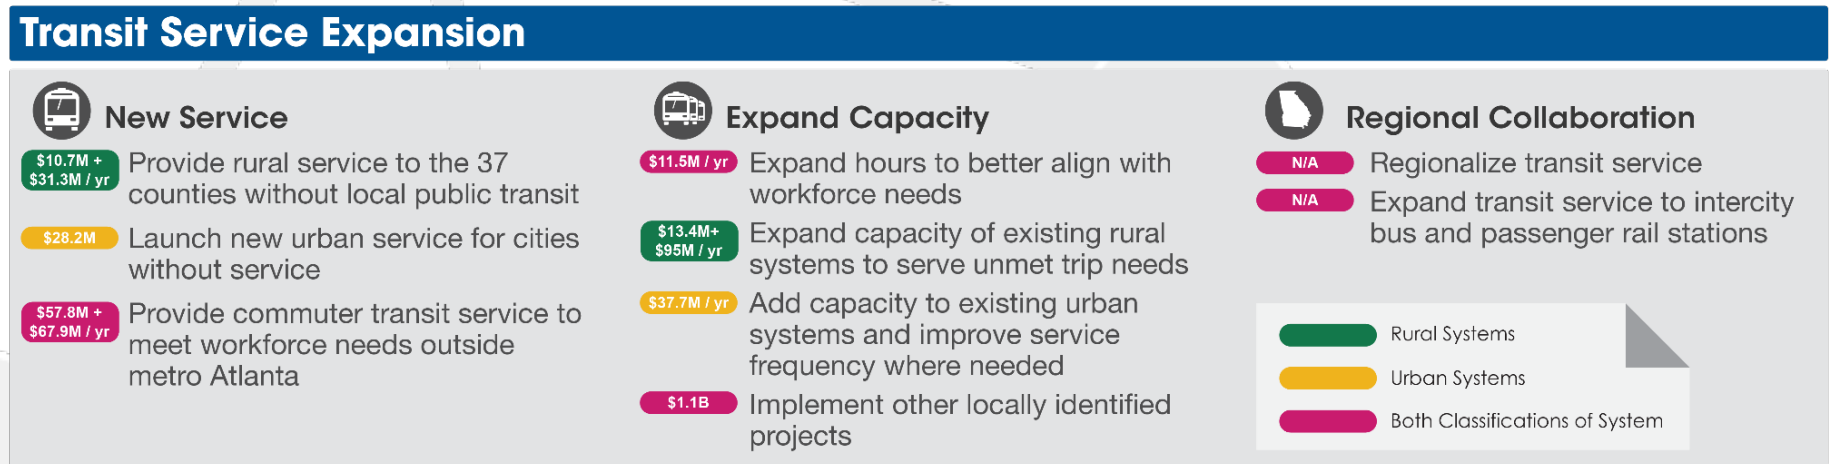 Transit Service Expansion
New Service
$10.7M +
$31.3M / yr
Provide rural service to the 37
counties without local public transit
$28.2M
Launch new urban service for cities
without service
$57.8M +
$67.9M / yr
Provide commuter transit service to
meet workforce needs outside
metro Atlanta
Expand Capacity
$11.5M / yr
Expand hours to better align with
workforce needs
$13.4M+
$95M / yr
Expand capacity of existing rural
systems to serve unmet trip needs
$37.7M / yr
Add capacity to existing urban
systems and improve service
frequency where needed
$1.1B
Implement other locally identified
projects
Regional Collaboration
N/A
Regionalize transit service
N/A
Expand transit service to intercity
bus and passenger rail stations
Rural Systems
Urban Systems
Both Classifications of System